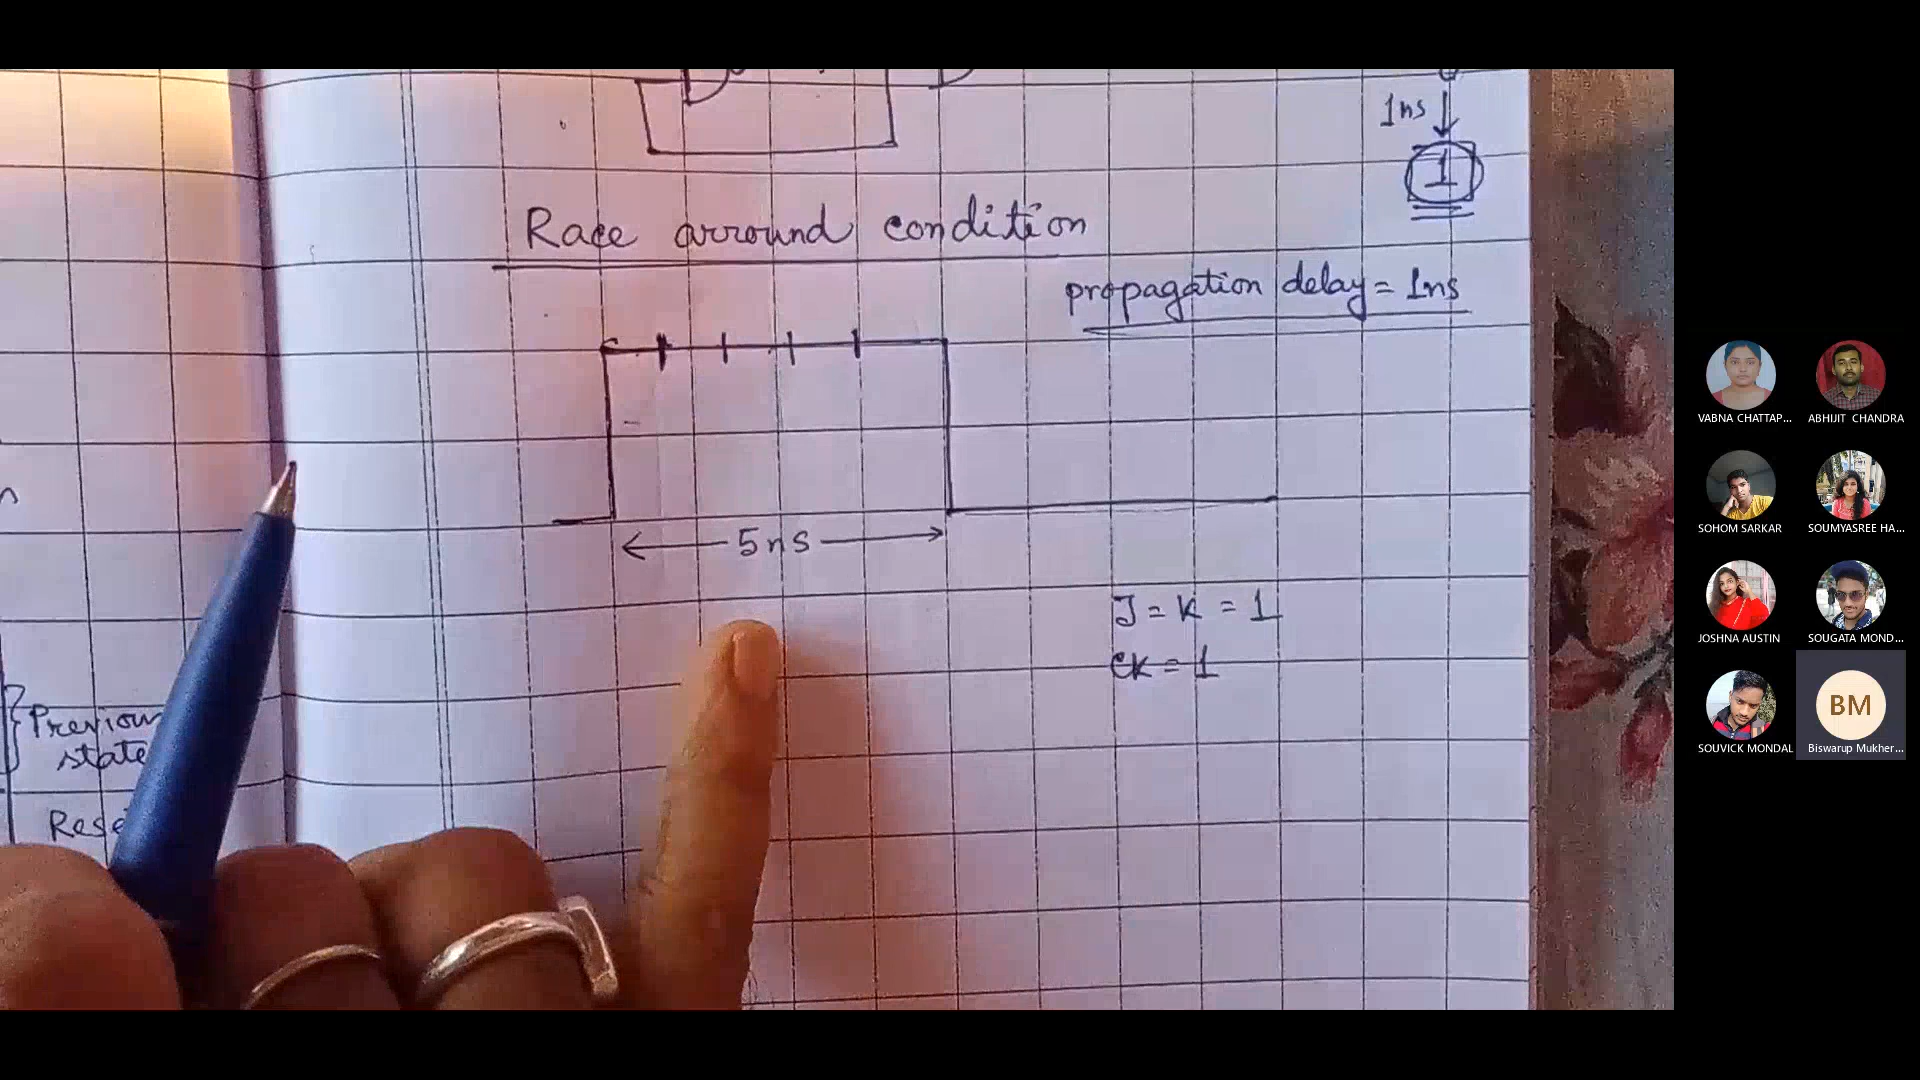 1ns
1
Race arround condition
propagation delay = 1ns
5ns
J = K = 1
CK = 1
Previous
state
Rese
VABNA CHATTAP...
ABHIJIT CHANDRA
SOHOM SARKAR
SOUMYASREE HA...
JOSHNA AUSTIN
SOUGATA MOND...
SOUVICK MONDAL
BM
Biswarup Mukher...